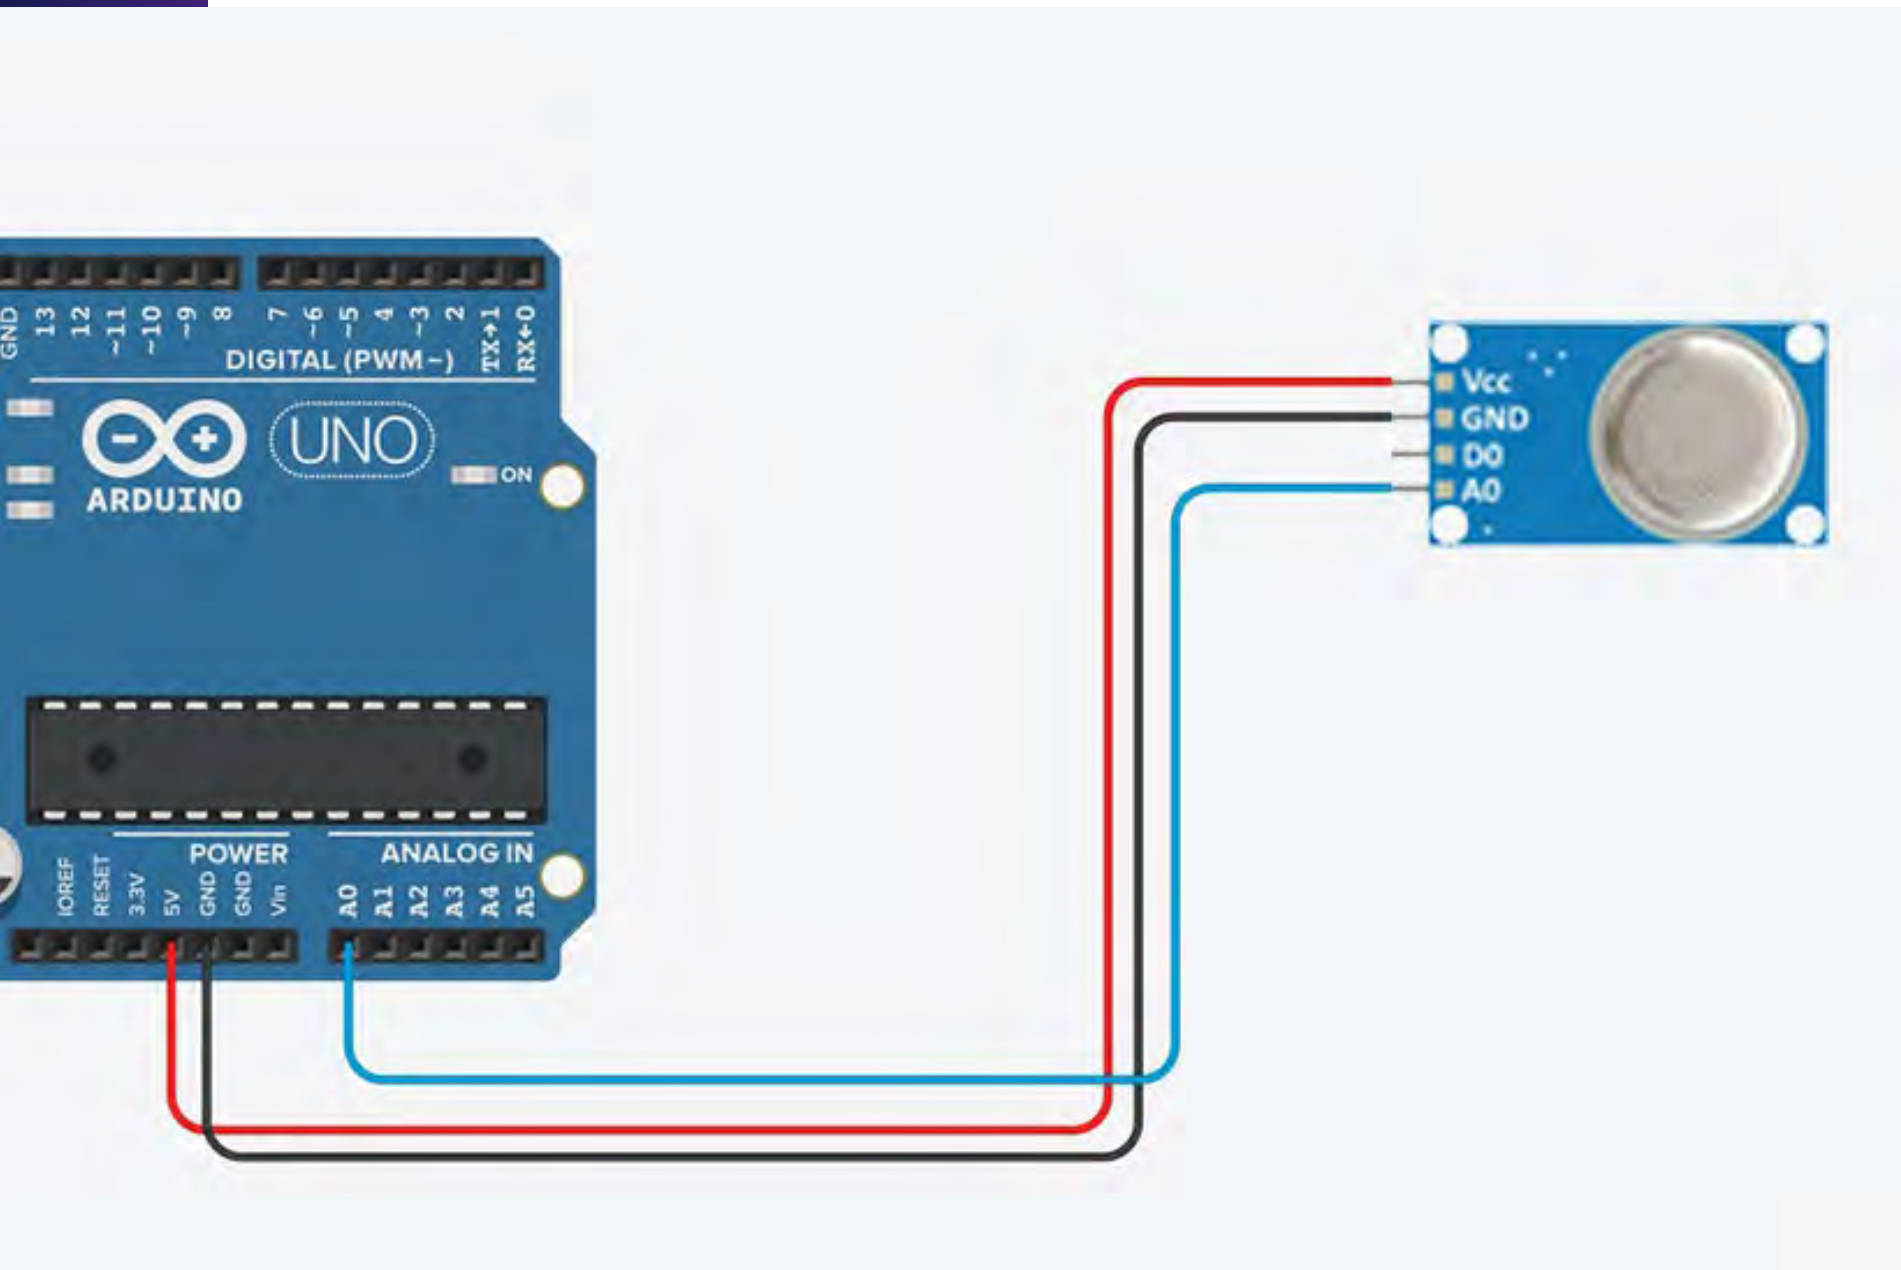 GND
13
12
~11
~10
~9
8
7
~6
~5
4
~3
2
TX→1
RX←0
DIGITAL (PWM~)
UNO
ARDUINO
ON
Vcc
GND
D0
A0
POWER
ANALOG IN
IOREF
RESET
3.3V
5V
GND
GND
Vin
A0
A1
A2
A3
A4
A5